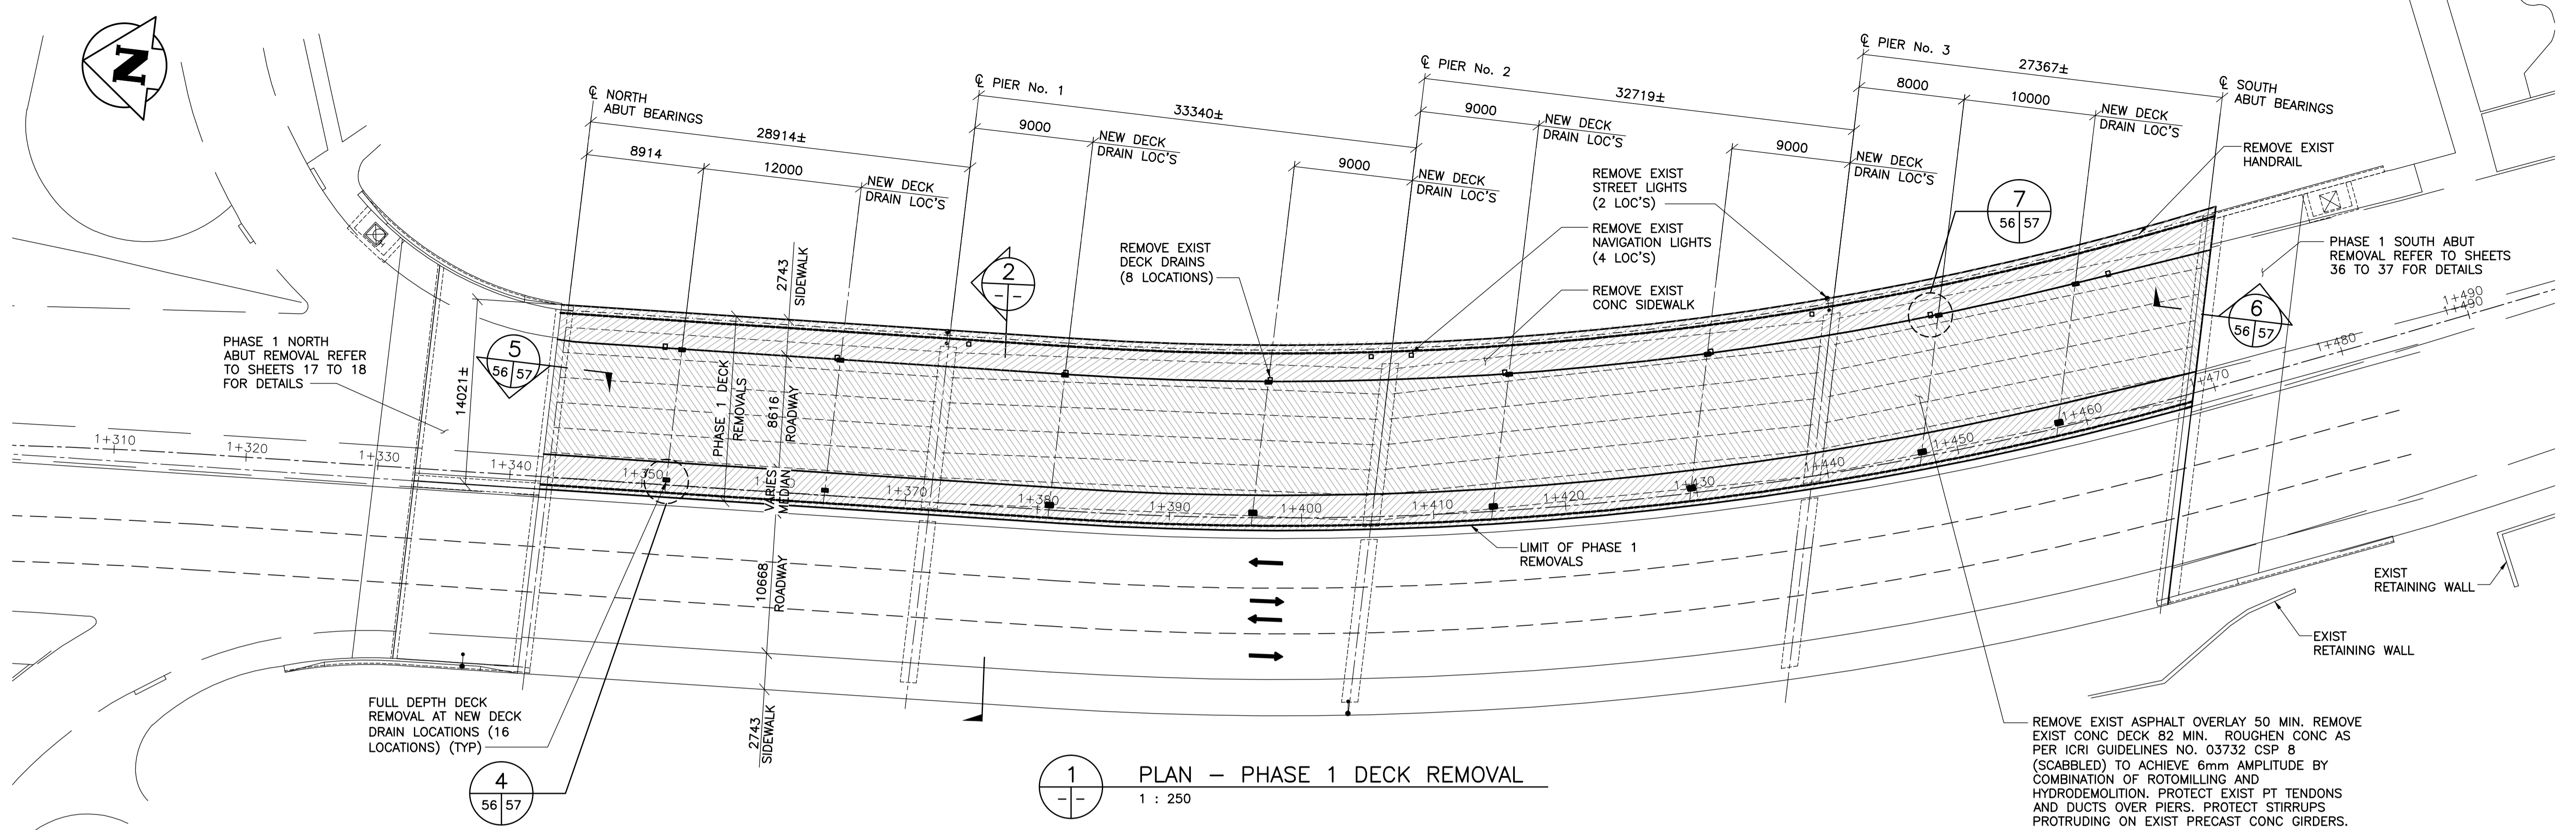 N
℄ NORTH
ABUT BEARINGS
28914±
8914
12000
NEW DECK
DRAIN LOC'S
℄ PIER No. 1
33340±
9000
NEW DECK
DRAIN LOC'S
9000
NEW DECK
DRAIN LOC'S
℄ PIER No. 2
32719±
9000
NEW DECK
DRAIN LOC'S
9000
NEW DECK
DRAIN LOC'S
℄ PIER No. 3
27367±
8000
10000
NEW DECK
DRAIN LOC'S
℄ SOUTH
ABUT BEARINGS
REMOVE EXIST
HANDRAIL
REMOVE EXIST
STREET LIGHTS
(2 LOC'S)
REMOVE EXIST
NAVIGATION LIGHTS
(4 LOC'S)
REMOVE EXIST
CONC SIDEWALK
REMOVE EXIST
DECK DRAINS
(8 LOCATIONS)
7
56 57
2
- -
2743
SIDEWALK
PHASE 1 SOUTH ABUT
REMOVAL REFER TO SHEETS
36 TO 37 FOR DETAILS
6
56 57
PHASE 1 NORTH
ABUT REMOVAL REFER
TO SHEETS 17 TO 18
FOR DETAILS
5
56 57
14021±
PHASE 1 DECK
REMOVALS
8616
ROADWAY
VARIES
MEDIAN
10668
ROADWAY
2743
SIDEWALK
1+310
1+320
1+330
1+340
1+350
1+370
1+380
1+390
1+400
1+410
1+420
1+430
1+440
1+450
1+460
1+470
1+480
1+490
1+490
LIMIT OF PHASE 1
REMOVALS
EXIST
RETAINING WALL
EXIST
RETAINING WALL
FULL DEPTH DECK
REMOVAL AT NEW DECK
DRAIN LOCATIONS (16
LOCATIONS) (TYP)
4
56 57
1
- -
PLAN - PHASE 1 DECK REMOVAL
1 : 250
REMOVE EXIST ASPHALT OVERLAY 50 MIN. REMOVE
EXIST CONC DECK 82 MIN. ROUGHEN CONC AS
PER ICRI GUIDELINES NO. 03732 CSP 8
(SCABBLED) TO ACHIEVE 6mm AMPLITUDE BY
COMBINATION OF ROTOMILLING AND
HYDRODEMOLITION. PROTECT EXIST PT TENDONS
AND DUCTS OVER PIERS. PROTECT STIRRUPS
PROTRUDING ON EXIST PRECAST CONC GIRDERS.